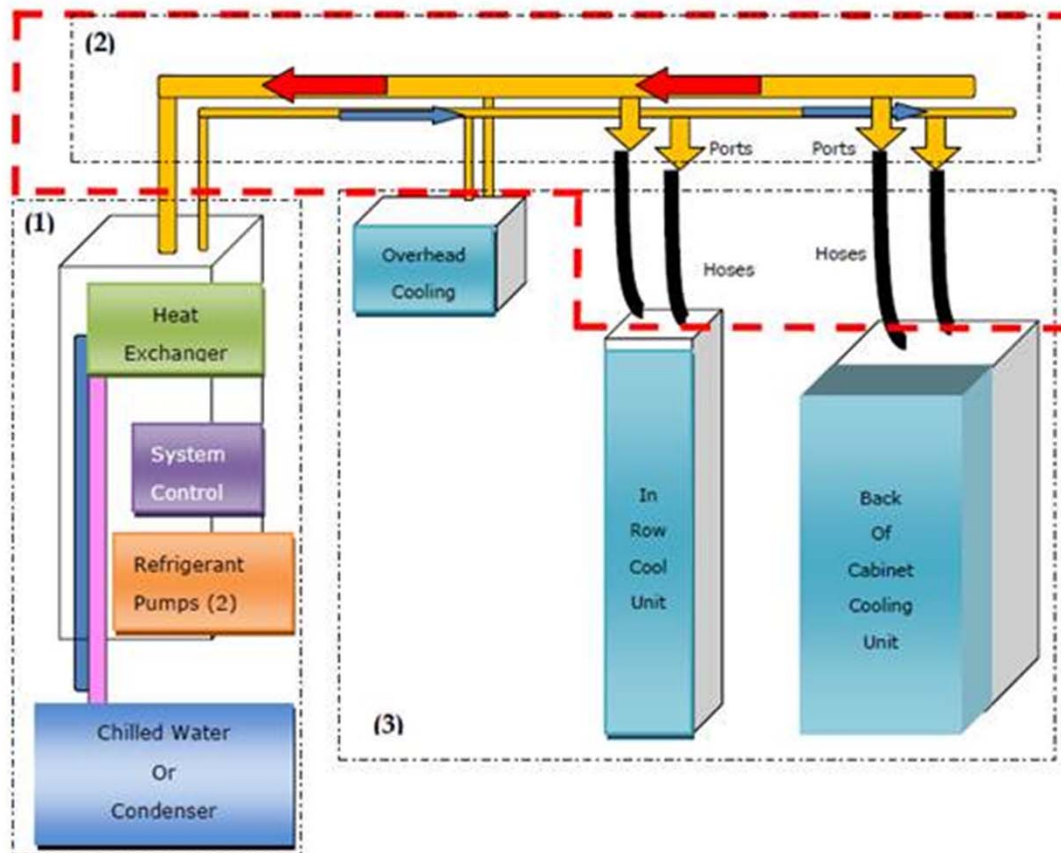 (2)
Ports
Ports
(1)
Overhead
Cooling
Hoses
Hoses
Heat
Exchanger
System
Control
Refrigerant
Pumps (2)
In
Row
Cool
Unit
Back
Of
Cabinet
Cooling
Unit
Chilled Water
Or
Condenser
(3)